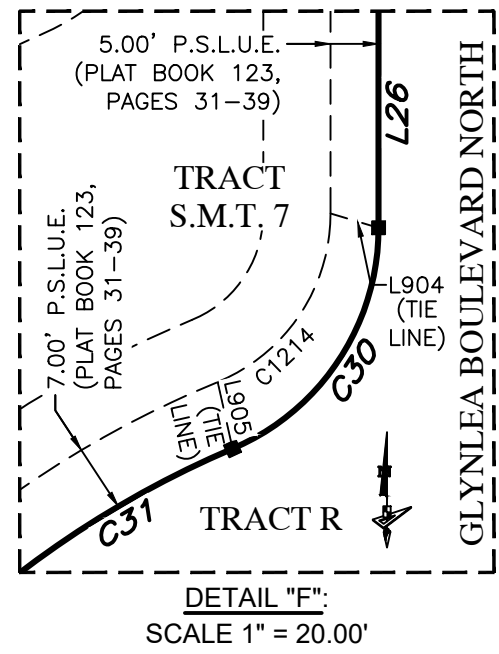 5.00' P.S.L.U.E.
(PLAT BOOK 123,
PAGES 31-39)
L26
GLYNLEA BOULEVARD NORTH
TRACT
S.M.T. 7
7.00' P.S.L.U.E.
(PLAT BOOK 123,
PAGES 31-39)
L904
(TIE
LINE)
C1214
C30
L905
(TIE
LINE)
C31
TRACT R
DETAIL "F":
SCALE 1" = 20.00'